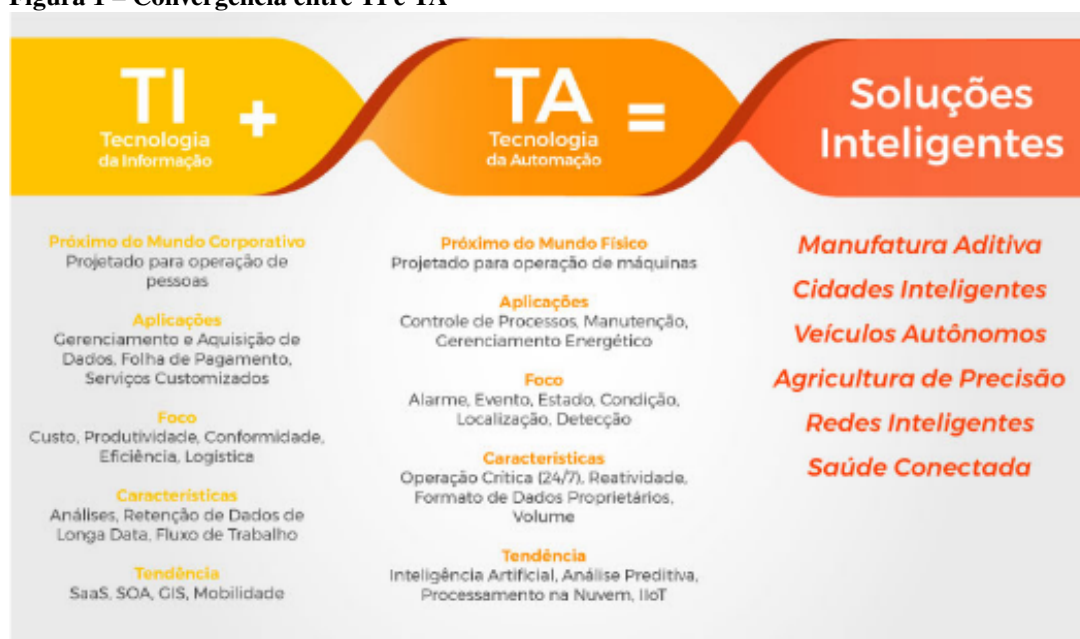 Figura 1 – Convergência entre TI e TA
TI
Tecnologia
da Informação
+
TA
Tecnologia
da Automação
=
Soluções
Inteligentes
Próximo do Mundo Corporativo
Projetado para operação de
pessoas
Aplicações
Gerenciamento e Aquisição de
Dados, Folha de Pagamento,
Serviços Customizados
Foco
Custo, Produtividade, Conformidade,
Eficiência, Logística
Características
Análises, Retenção de Dados de
Longa Data, Fluxo de Trabalho
Tendência
SaaS, SOA, GIS, Mobilidade
Próximo do Mundo Físico
Projetado para operação de máquinas
Aplicações
Controle de Processos, Manutenção,
Gerenciamento Energético
Foco
Alarme, Evento, Estado, Condição,
Localização, Detecção
Características
Operação Crítica (24/7), Reatividade,
Formato de Dados Proprietários,
Volume
Tendência
Inteligência Artificial, Análise Preditiva,
Processamento na Nuvem, IIoT
Manufatura Aditiva
Cidades Inteligentes
Veículos Autônomos
Agricultura de Precisão
Redes Inteligentes
Saúde Conectada